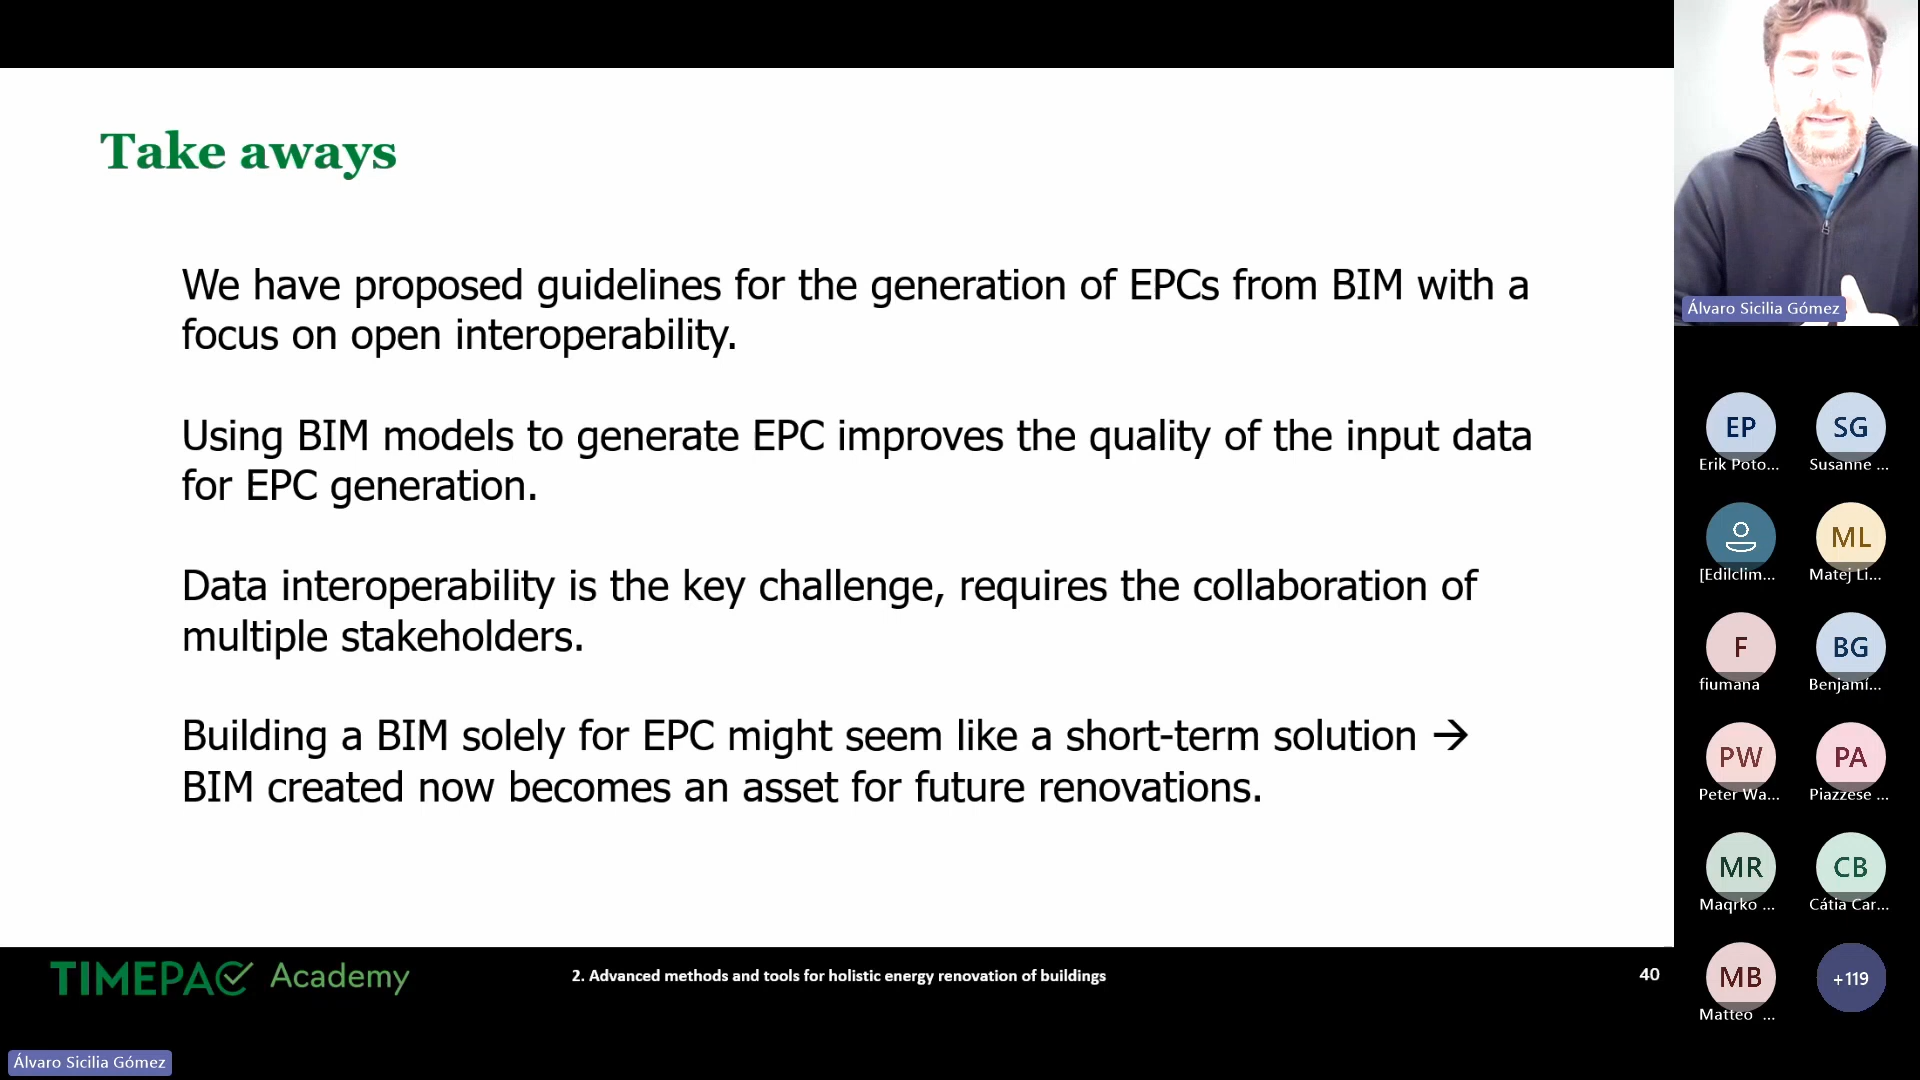 Take aways
We have proposed guidelines for the generation of EPCs from BIM with a
focus on open interoperability.
Using BIM models to generate EPC improves the quality of the input data
for EPC generation.
Data interoperability is the key challenge, requires the collaboration of
multiple stakeholders.
Building a BIM solely for EPC might seem like a short-term solution →
BIM created now becomes an asset for future renovations.
TIMEPAC Academy
2. Advanced methods and tools for holistic energy renovation of buildings
40
Álvaro Sicilia Gómez
Álvaro Sicilia Gómez
EP
Erik Poto...
SG
Susanne ...
[Edilclim...
ML
Matej Li...
F
fiumana
BG
Benjamí...
PW
Peter Wa...
PA
Piazzese ...
MR
Maqrko ...
CB
Cátia Car...
MB
Matteo ...
+119